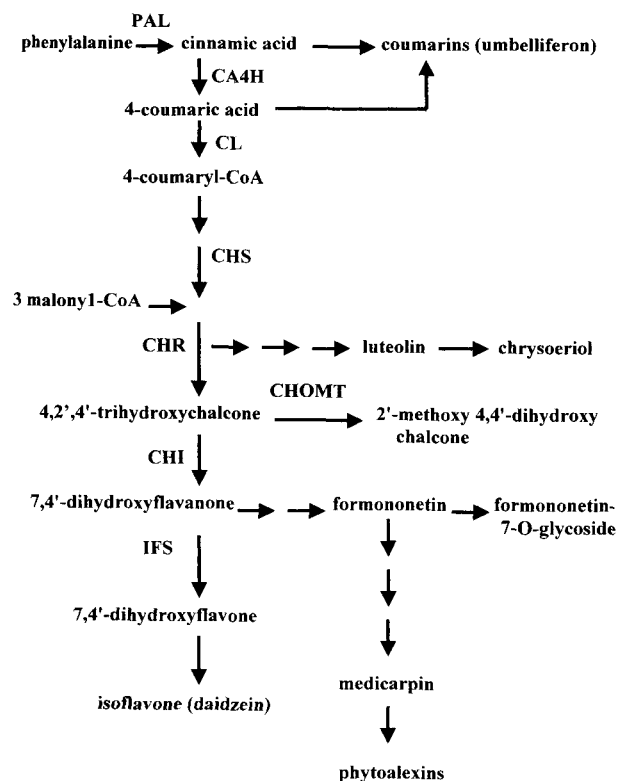 PAL
phenylalanine cinnamic acid coumarins (umbelliferon)
CA4H
4-coumaric acid
CL
4-coumaryl-CoA
CHS
3 malony1-CoA
CHR luteolin chrysoeriol
CHOMT
4,2',4'-trihydroxychalcone 2'-methoxy 4,4'-dihydroxy
chalcone
CHI
7,4'-dihydroxyflavanone formononetin formononetin-
7-O-glycoside
IFS
7,4'-dihydroxyflavone
medicarpin
isoflavone (daidzein)
phytoalexins